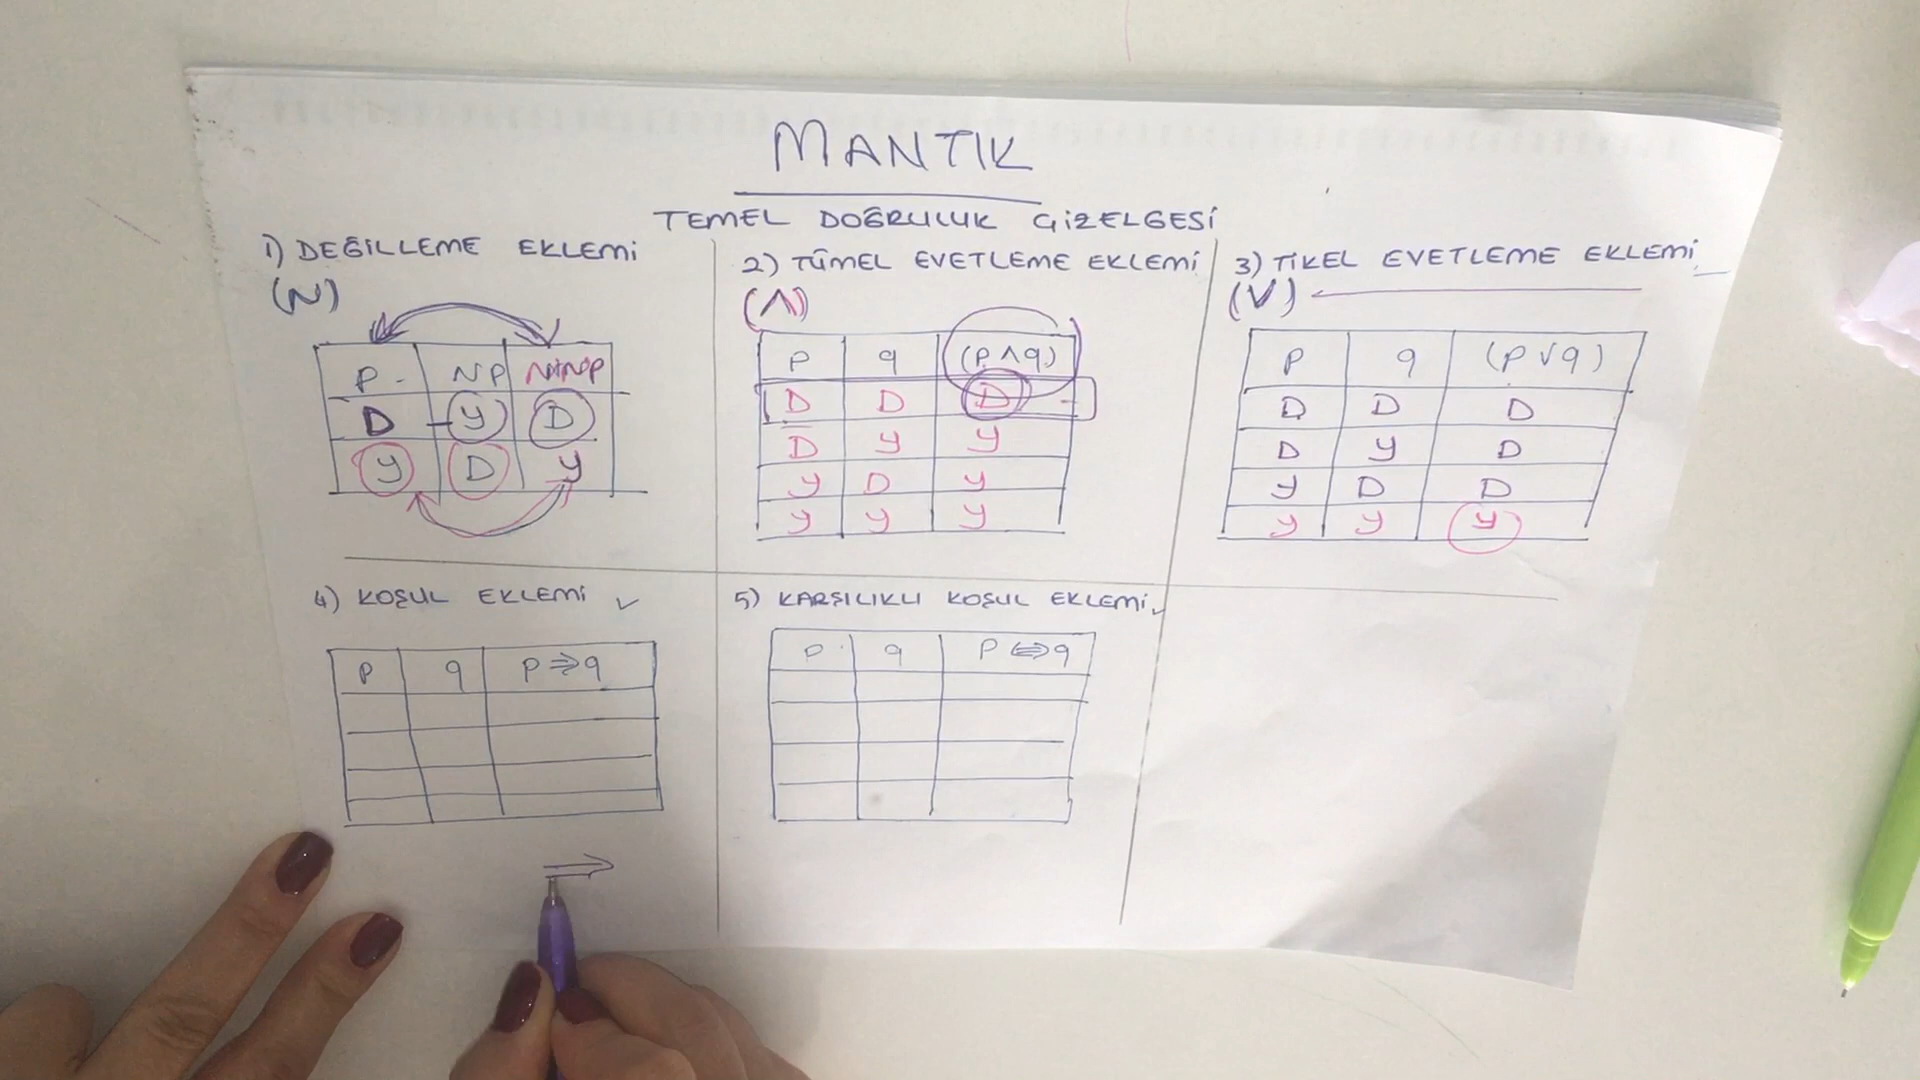 MANTIK
TEMEL DOĞRULUK ÇİZELGESİ
1) DEĞİLLEME EKLEMİ
(N)
P NP NNP
D Y D
Y D Y
2) TÜMEL EVETLEME EKLEMİ
(Λ)
P q (P Λ q)
D D D
D Y Y
Y D Y
Y Y Y
3) TİKEL EVETLEME EKLEMİ
(V)
P q (P V q)
D D D
D Y D
Y D D
Y Y Y
4) KOŞUL EKLEMİ ✓
P q P ⇒ q
5) KARŞILIKLI KOŞUL EKLEMİ ✓
P q P ⇔ q
⇒